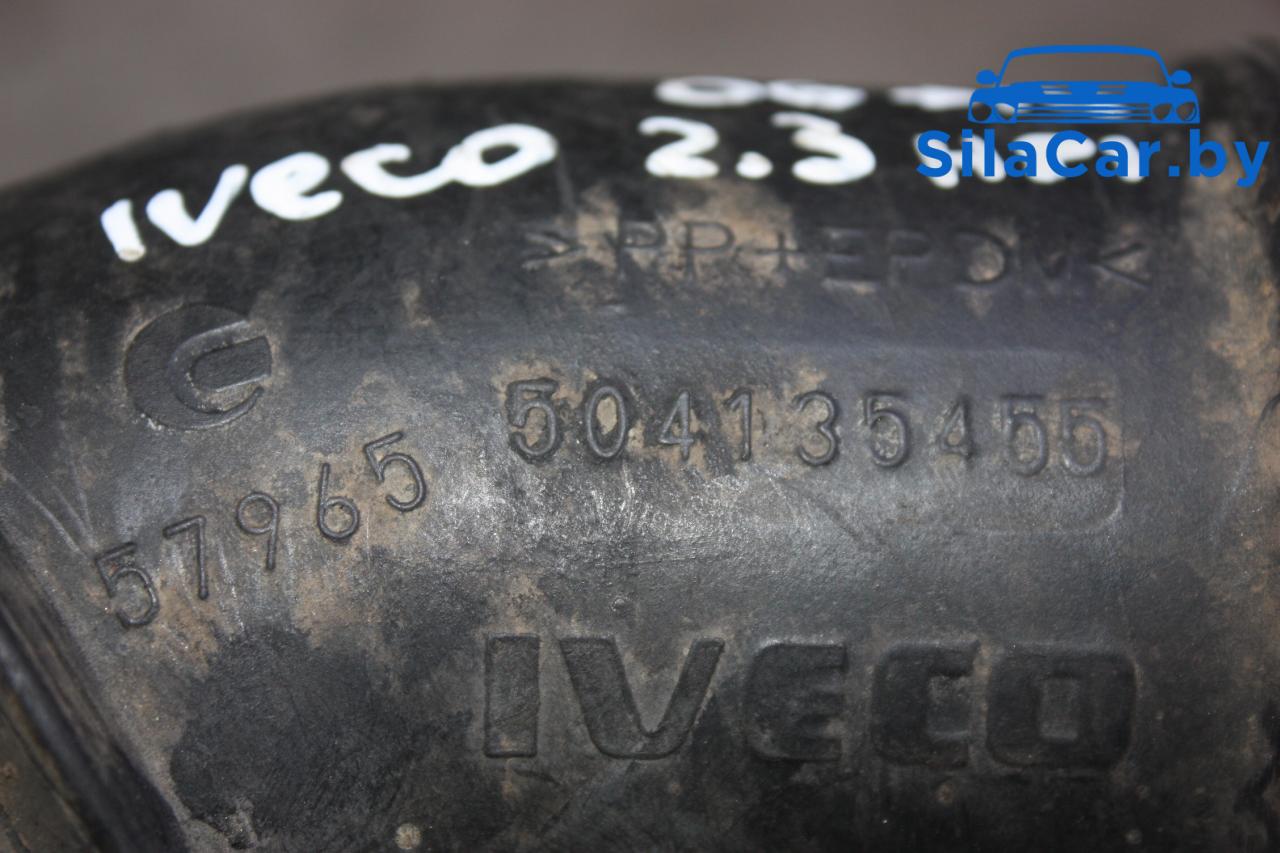 SilaCar.by
IVECO 2.3
>PP+EPDM<
504135455
57965
IVECO